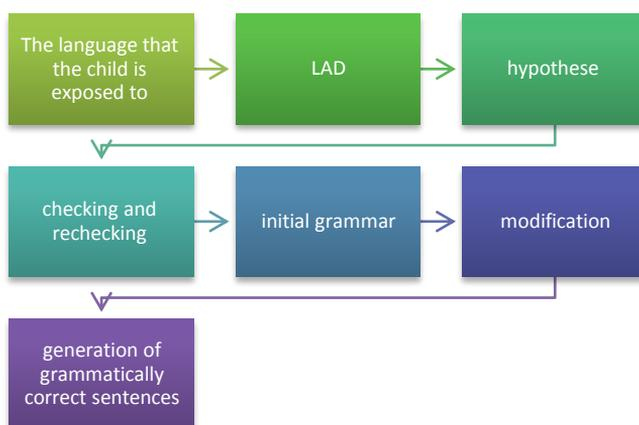 The language that
the child is
exposed to
LAD
hypothese
checking and
rechecking
initial grammar
modification
generation of
grammatically
correct sentences